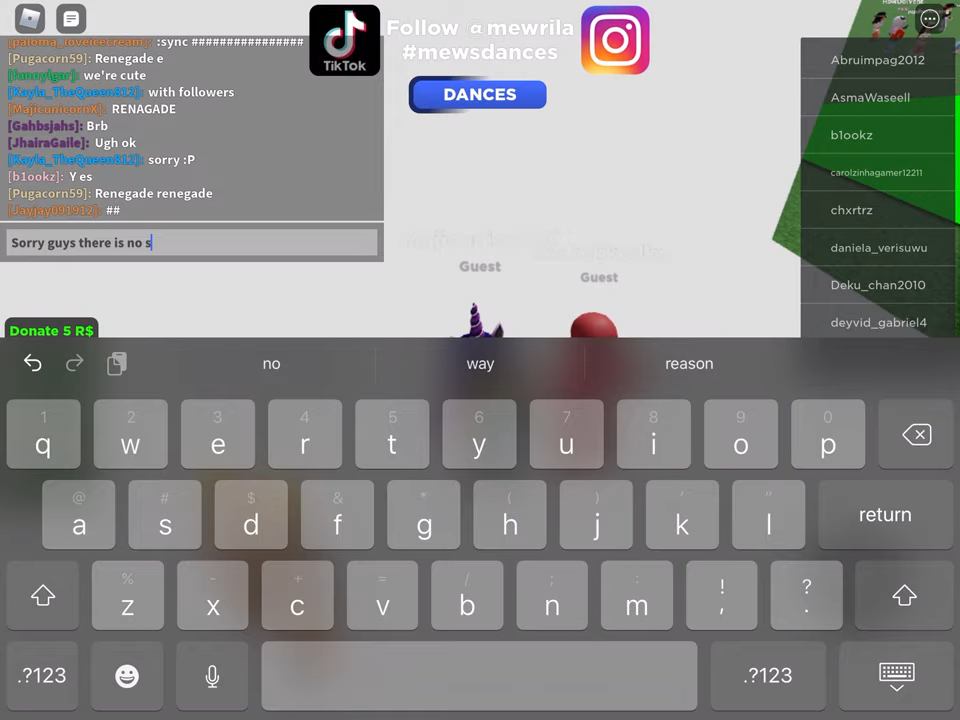 Follow @mewrila
#mewsdances
TikTok
DANCES
:sync ################
[Pugacorn59]: Renegade e
[funnylgar]: we're cute
[Kayla_TheQueen812]: with followers
[MajicunicornX]: RENAGADE
[Gahbsjahs]: Brb
[JhairaGaile]: Ugh ok
[Kayla_TheQueen812]: sorry :P
[b1ookz]: Y es
[Pugacorn59]: Renegade renegade
[Jayjay091912]: ##
Sorry guys there is no s
Donate 5 R$
Guest
Guest
Abruimpag2012
AsmaWaseell
b1ookz
carolzinhagamer12211
chxrtrz
daniela_verisuwu
Deku_chan2010
deyvid_gabriel4
no way reason
1 2 3 4 5 6 7 8 9 0
q w e r t y u i o p
@ # $ & * ( ) ' "
a s d f g h j k l return
% - + = / ; : ! ?
z x c v b n m , .
.?123 .?123